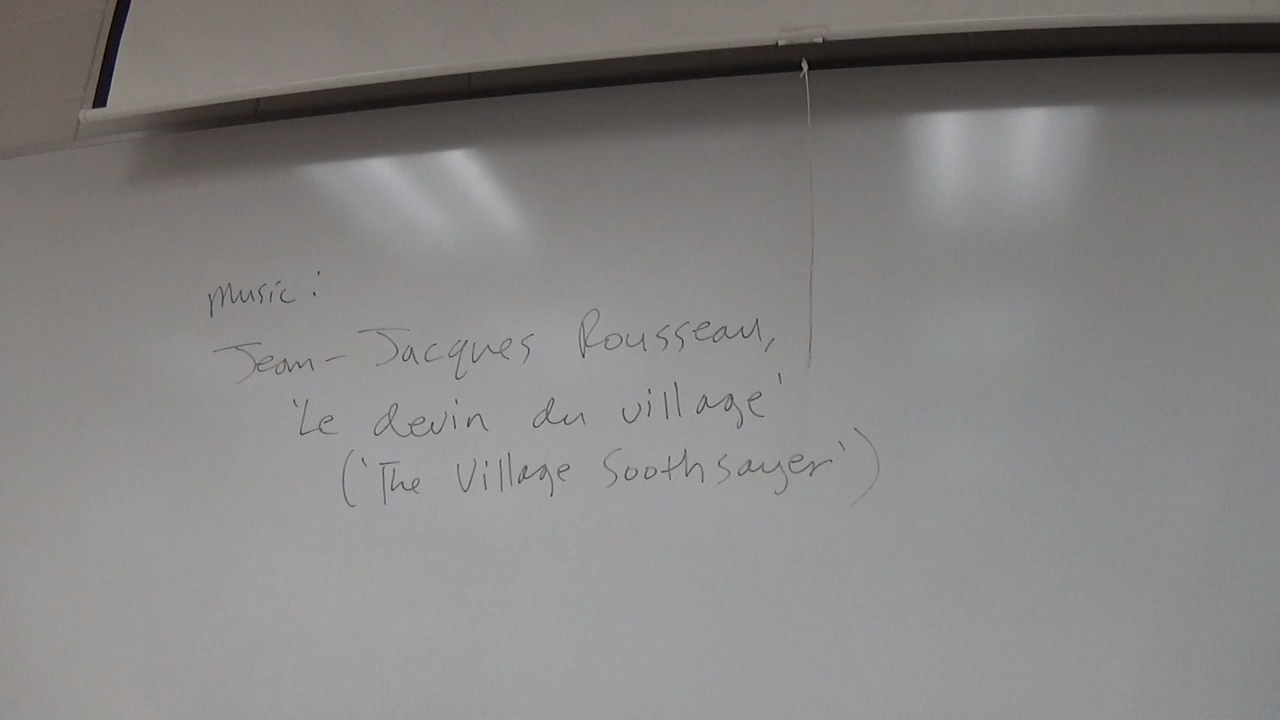 music:
Jean-Jacques Rousseau,
'Le devin du village'
('The Village Soothsayer')